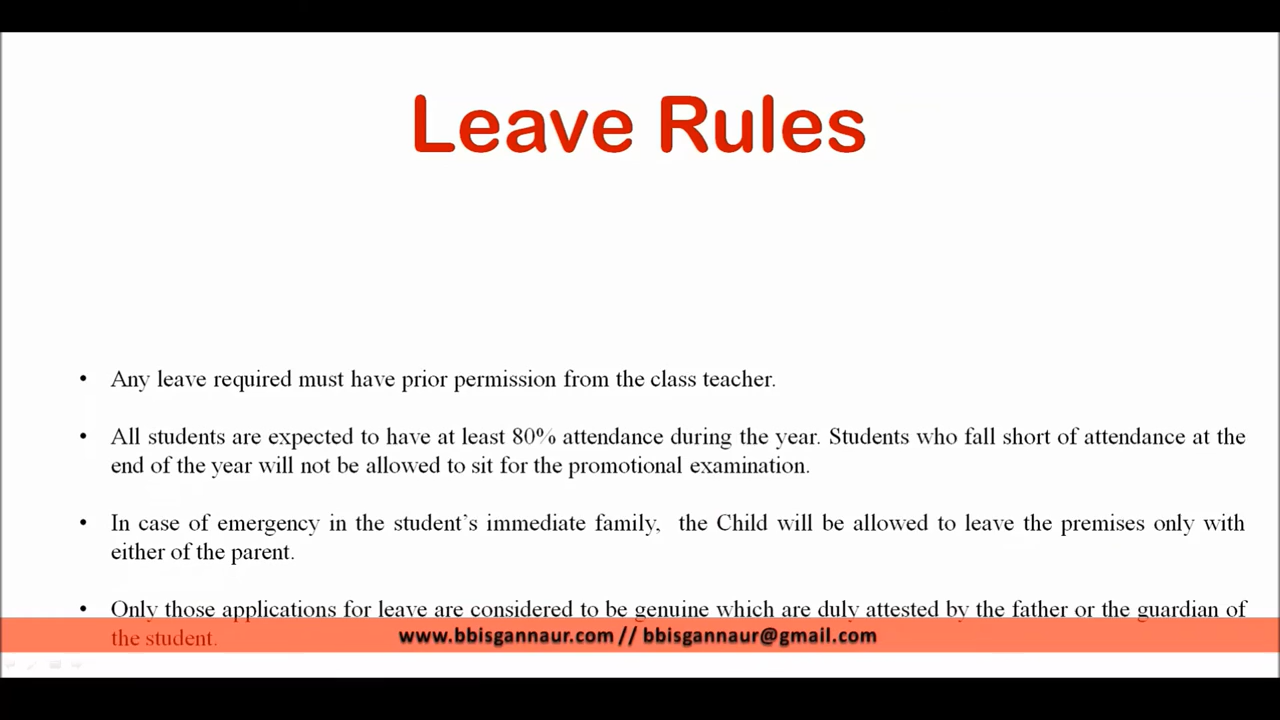 Leave Rules
• Any leave required must have prior permission from the class teacher.
• All students are expected to have at least 80% attendance during the year. Students who fall short of attendance at the
end of the year will not be allowed to sit for the promotional examination.
• In case of emergency in the student’s immediate family,  the Child will be allowed to leave the premises only with
either of the parent.
• Only those applications for leave are considered to be genuine which are duly attested by the father or the guardian of
the student.
www.bbisgannaur.com // bbisgannaur@gmail.com